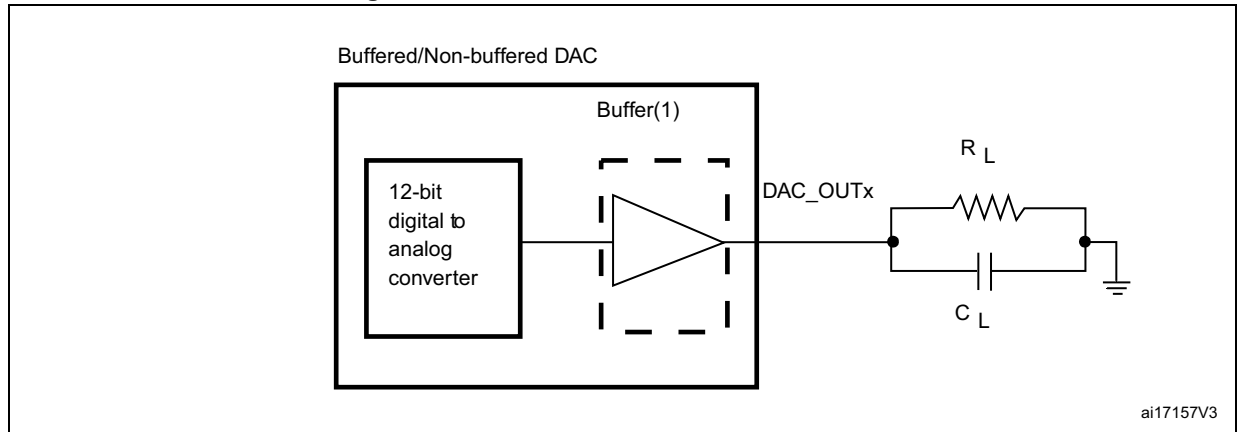 Buffered/Non-buffered DAC
Buffer(1)
12-bit
digital to
analog
converter
DAC_OUTx
R L
C L
ai17157V3